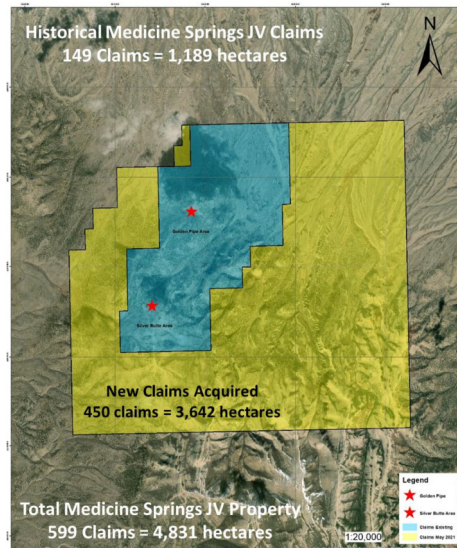 Historical Medicine Springs JV Claims
149 Claims = 1,189 hectares
N
Golden Pipe Area
Silver Butte Area
New Claims Acquired
450 claims = 3,642 hectares
Legend
Golden Pipe
Silver Butte Area
Claims Existing
Claims May 2021
Total Medicine Springs JV Property
599 Claims = 4,831 hectares
1:20,000